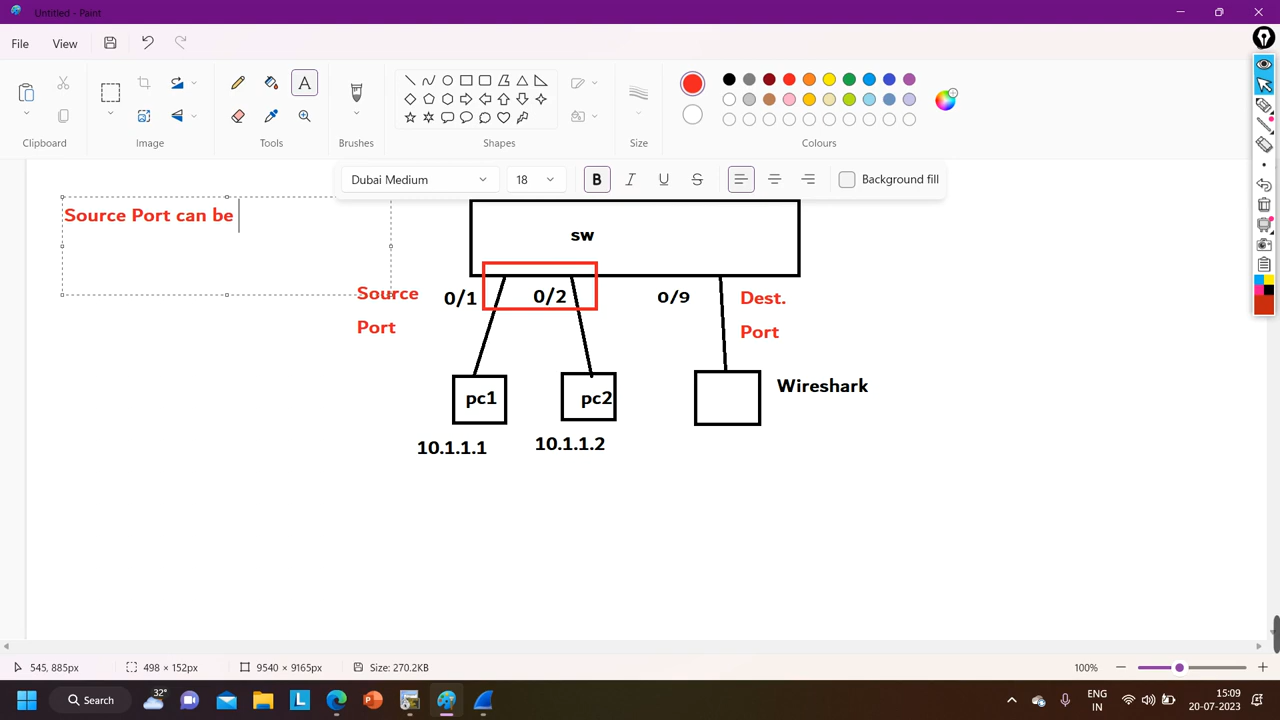 Untitled - Paint
File
View
Clipboard
Image
Tools
Brushes
Shapes
Size
Colours
Dubai Medium
18
B
I
U
S
Background fill
Source Port can be
sw
Source
Port
0/1
0/2
0/9
Dest.
Port
pc1
pc2
Wireshark
10.1.1.1
10.1.1.2
545, 885px
498 × 152px
9540 × 9165px
Size: 270.2KB
100%
Search
32°
ENG
IN
15:09
20-07-2023